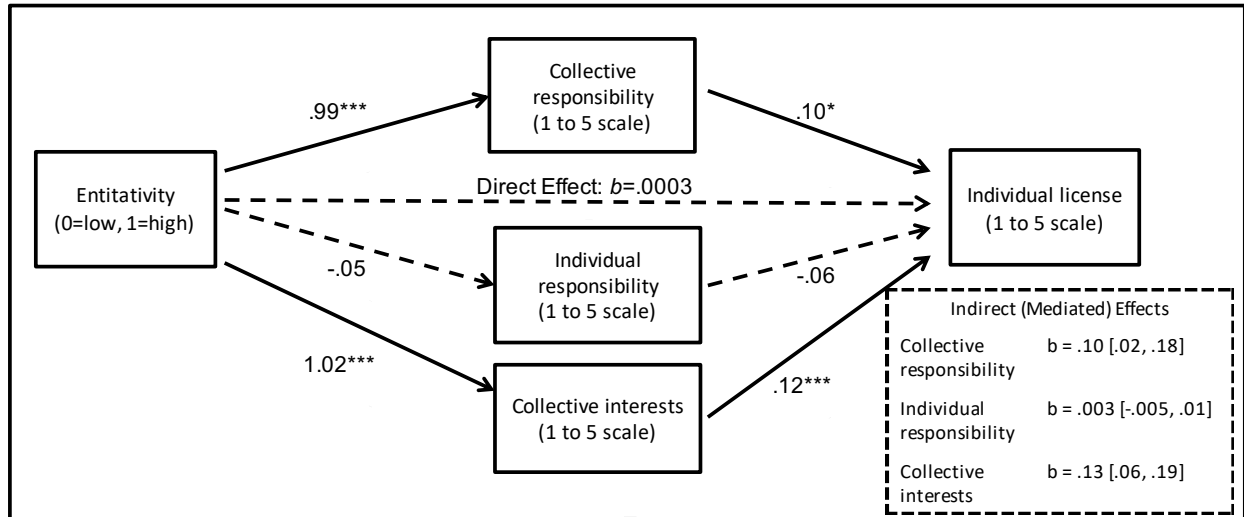 Collective
responsibility
(1 to 5 scale)
.99***
.10*
Entitativity
(0=low, 1=high)
Direct Effect: b=.0003
Individual license
(1 to 5 scale)
-.05
Individual
responsibility
(1 to 5 scale)
-.06
1.02***
Collective interests
(1 to 5 scale)
.12***
Indirect (Mediated) Effects
Collective responsibility b = .10 [.02, .18]
Individual responsibility b = .003 [-.005, .01]
Collective interests b = .13 [.06, .19]